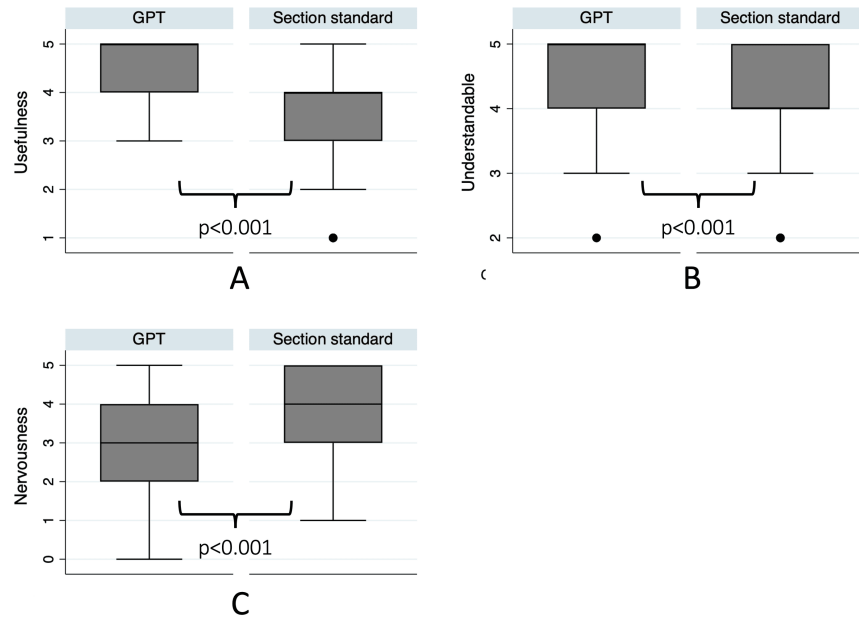 GPT Section standard
Usefulness
5
4
3
2
1
p<0.001
A
GPT Section standard
Understandable
5
4
3
2
p<0.001
B
GPT Section standard
Nervousness
5
4
3
2
1
0
p<0.001
C